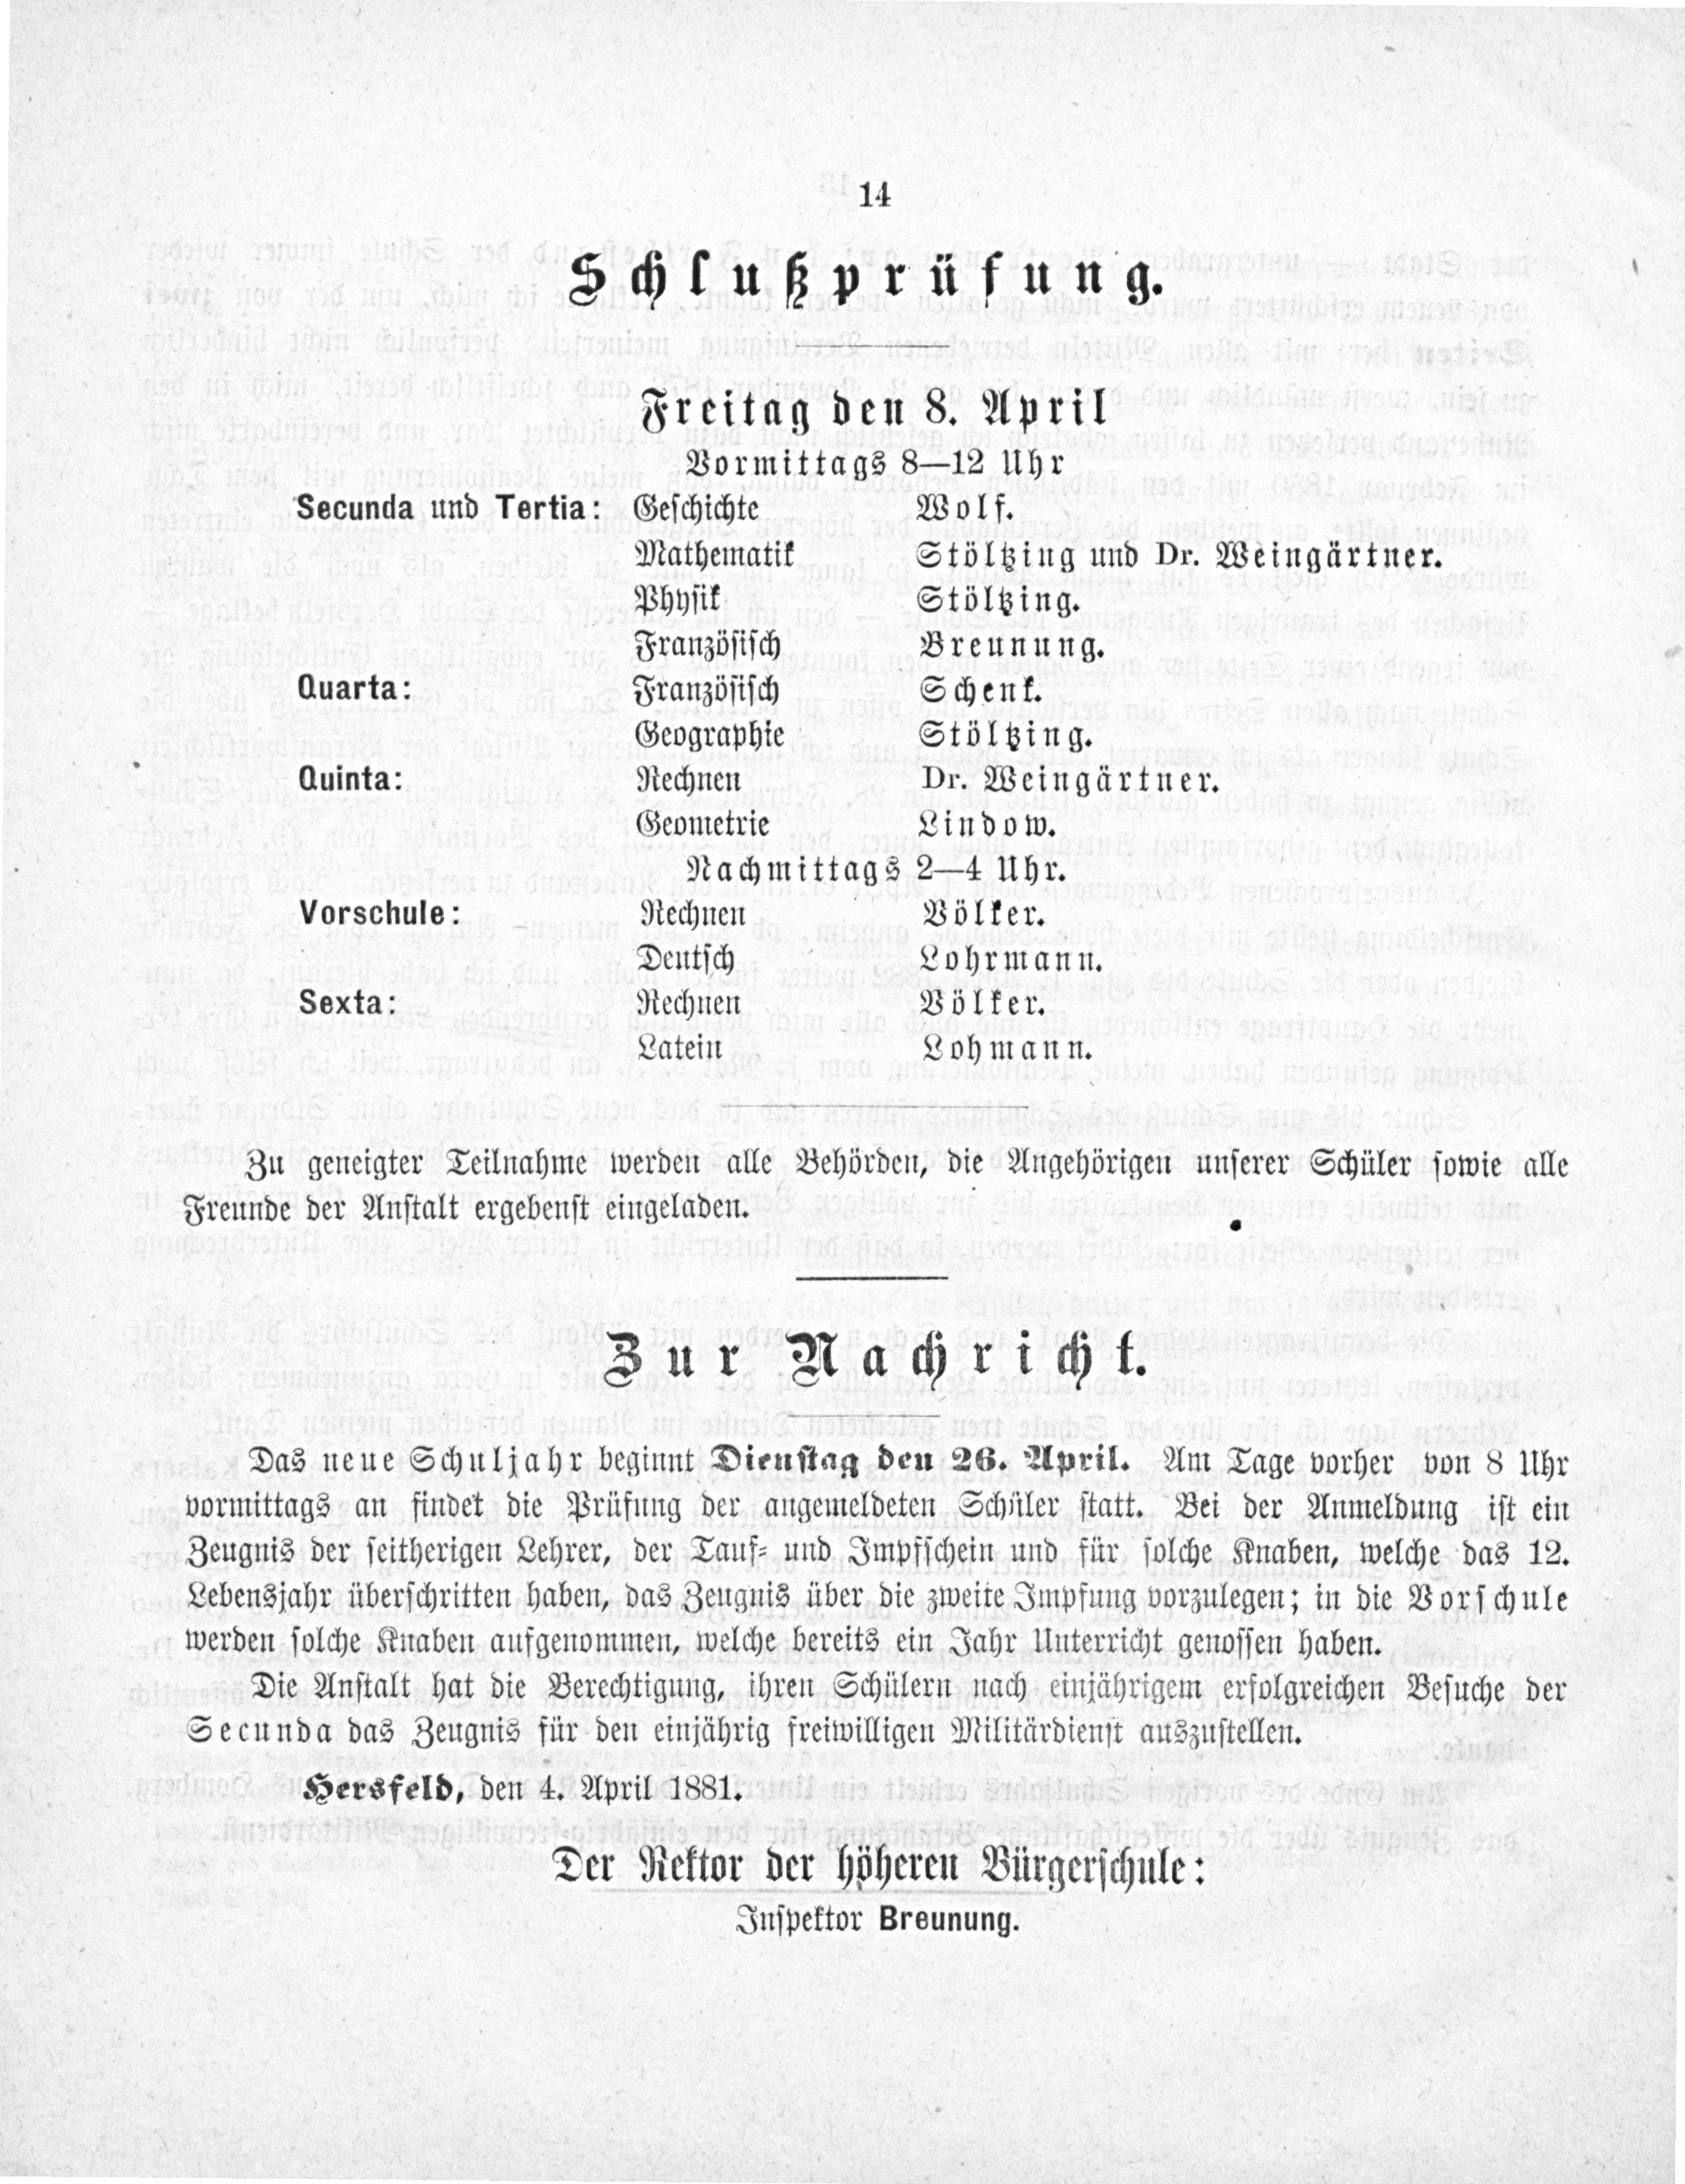 14
Schlußprüfung.
Freitag den 8. April
Vormittags 8—12 Uhr
Secunda und Tertia: Geschichte Wolf.
Mathematik Stöltzing und Dr. Weingärtner.
Physik Stöltzing.
Französisch Breunung.
Quarta: Französisch Schenk.
Geographie Stöltzing.
Quinta: Rechnen Dr. Weingärtner.
Geometrie Lindow.
Nachmittags 2—4 Uhr.
Vorschule: Rechnen Völker.
Deutsch Lohrmann.
Sexta: Rechnen Völker.
Latein Lohmann.
Zu geneigter Teilnahme werden alle Behörden, die Angehörigen unserer Schüler sowie alle
Freunde der Anstalt ergebenst eingeladen.
Zur Nachricht.
Das neue Schuljahr beginnt Dienstag den 26. April. Am Tage vorher von 8 Uhr
vormittags an findet die Prüfung der angemeldeten Schüler statt. Bei der Anmeldung ist ein
Zeugnis der seitherigen Lehrer, der Tauf- und Impfschein und für solche Knaben, welche das 12.
Lebensjahr überschritten haben, das Zeugnis über die zweite Impfung vorzulegen; in die Vorschule
werden solche Knaben aufgenommen, welche bereits ein Jahr Unterricht genossen haben.
Die Anstalt hat die Berechtigung, ihren Schülern nach einjährigem erfolgreichen Besuche der
Secunda das Zeugnis für den einjährig freiwilligen Militärdienst auszustellen.
Hersfeld, den 4. April 1881.
Der Rektor der höheren Bürgerschule:
Inspektor Breunung.